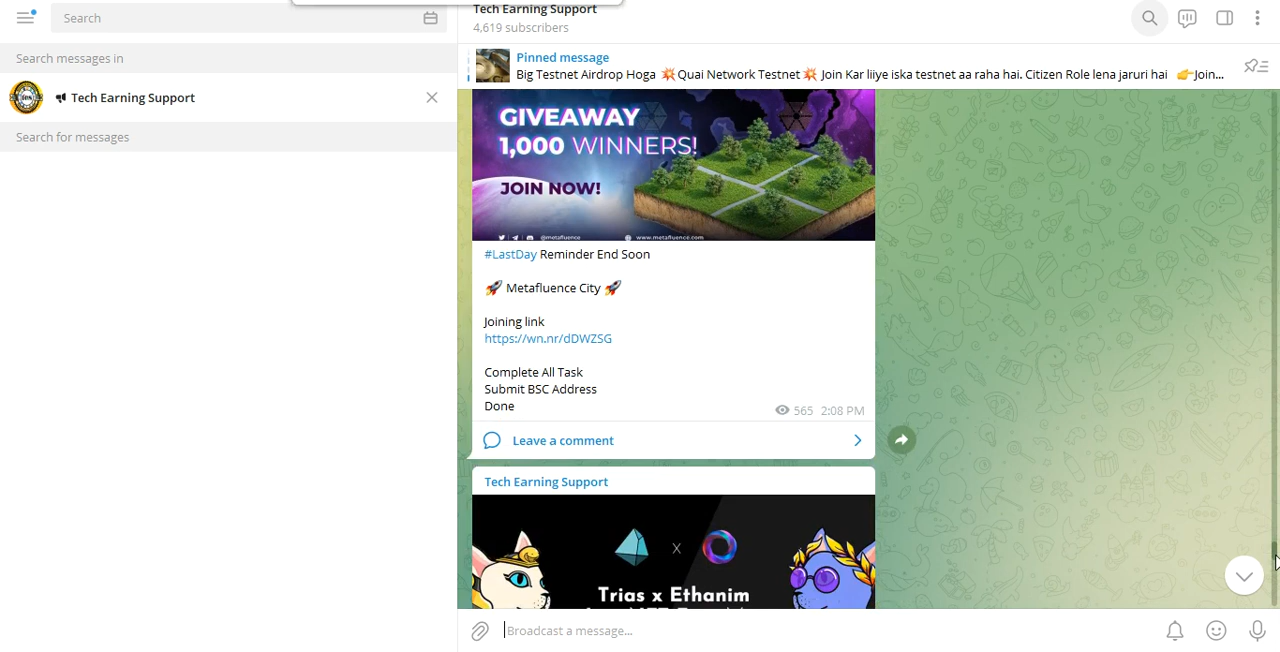 Search
Search messages in
Tech Earning Support
Search for messages
Tech Earning Support
4,619 subscribers
Pinned message
Big Testnet Airdrop Hoga 💥Quai Network Testnet💥 Join Kar liiye iska testnet aa raha hai. Citizen Role lena jaruri hai 👉Join...
GIVEAWAY
1,000 WINNERS!
JOIN NOW!
@metafluence
www.metafluence.com
#LastDay Reminder End Soon
🚀 Metafluence City 🚀
Joining link
https://wn.nr/dDWZSG
Complete All Task
Submit BSC Address
Done
565 2:08 PM
Leave a comment
Tech Earning Support
X
Trias x Ethanim
Broadcast a message...